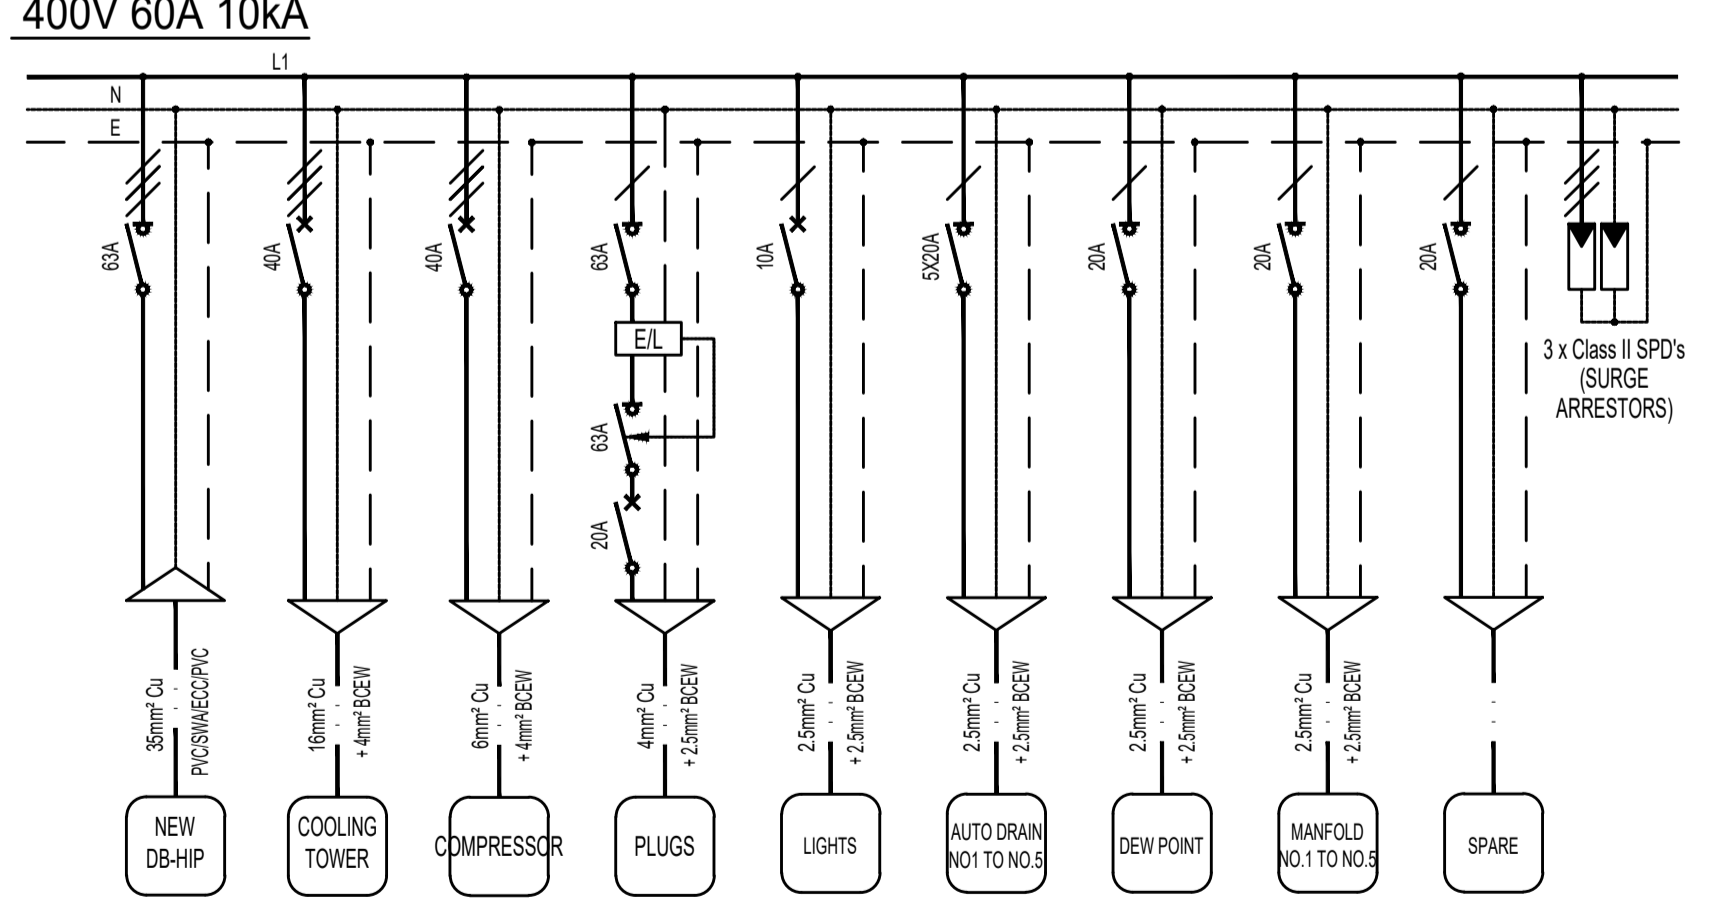 400V 60A 10kA
L1
N
E
63A
40A
40A
63A
10A
5X20A
20A
20A
20A
E/L
63A
20A
3 x Class II SPD's
(SURGE
ARRESTORS)
35mm² Cu
PVC/SWA/ECC/PVC
16mm² Cu
+ 4mm² BCEW
6mm² Cu
+ 4mm² BCEW
4mm² Cu
+ 2.5mm² BCEW
2.5mm² Cu
+ 2.5mm² BCEW
2.5mm² Cu
+ 2.5mm² BCEW
2.5mm² Cu
+ 2.5mm² BCEW
2.5mm² Cu
+ 2.5mm² BCEW
NEW
DB-HIP
COOLING
TOWER
COMPRESSOR
PLUGS
LIGHTS
AUTO DRAIN
NO1 TO NO.5
DEW POINT
MANFOLD
NO.1 TO NO.5
SPARE